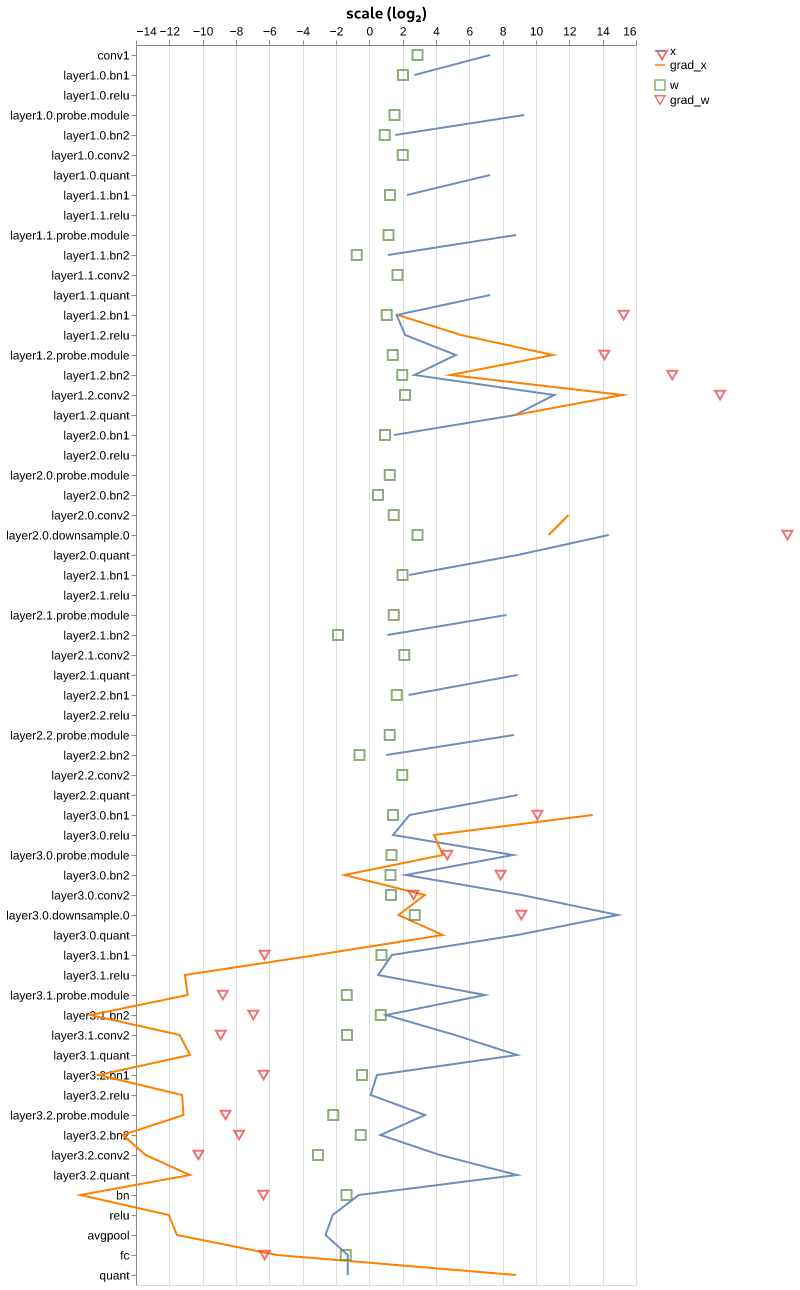 scale (log₂)
−14 −12 −10 −8 −6 −4 −2 0 2 4 6 8 10 12 14 16
conv1
layer1.0.bn1
layer1.0.relu
layer1.0.probe.module
layer1.0.bn2
layer1.0.conv2
layer1.0.quant
layer1.1.bn1
layer1.1.relu
layer1.1.probe.module
layer1.1.bn2
layer1.1.conv2
layer1.1.quant
layer1.2.bn1
layer1.2.relu
layer1.2.probe.module
layer1.2.bn2
layer1.2.conv2
layer1.2.quant
layer2.0.bn1
layer2.0.relu
layer2.0.probe.module
layer2.0.bn2
layer2.0.conv2
layer2.0.downsample.0
layer2.0.quant
layer2.1.bn1
layer2.1.relu
layer2.1.probe.module
layer2.1.bn2
layer2.1.conv2
layer2.1.quant
layer2.2.bn1
layer2.2.relu
layer2.2.probe.module
layer2.2.bn2
layer2.2.conv2
layer2.2.quant
layer3.0.bn1
layer3.0.relu
layer3.0.probe.module
layer3.0.bn2
layer3.0.conv2
layer3.0.downsample.0
layer3.0.quant
layer3.1.bn1
layer3.1.relu
layer3.1.probe.module
layer3.1.bn2
layer3.1.conv2
layer3.1.quant
layer3.2.bn1
layer3.2.relu
layer3.2.probe.module
layer3.2.bn2
layer3.2.conv2
layer3.2.quant
bn
relu
avgpool
fc
quant
x
grad_x
w
grad_w